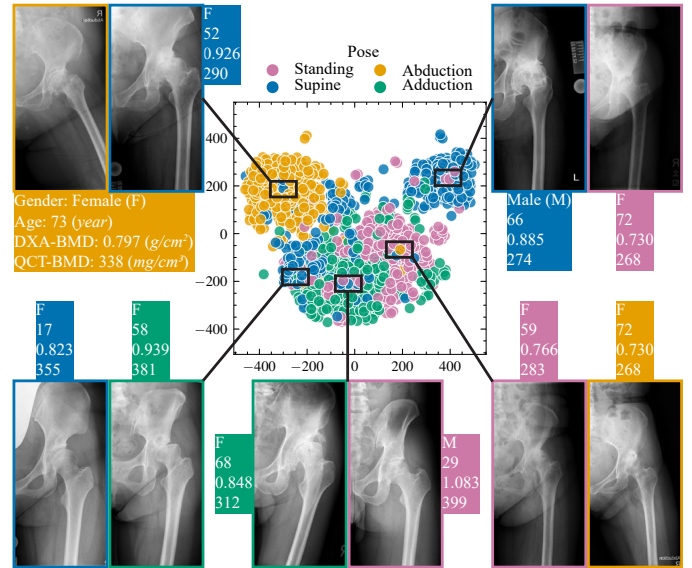 F
52
0.926
290
Pose
Standing
Abduction
Supine
Adduction
R
L
Gender: Female (F)
Age: 73 (year)
DXA-BMD: 0.797 (g/cm²)
QCT-BMD: 338 (mg/cm³)
400
200
0
−200
−400
−400 −200 0 200 400
Male (M)
66
0.885
274
F
72
0.730
268
F
17
0.823
355
F
58
0.939
381
F
59
0.766
283
F
72
0.730
268
F
68
0.848
312
M
29
1.083
399
R